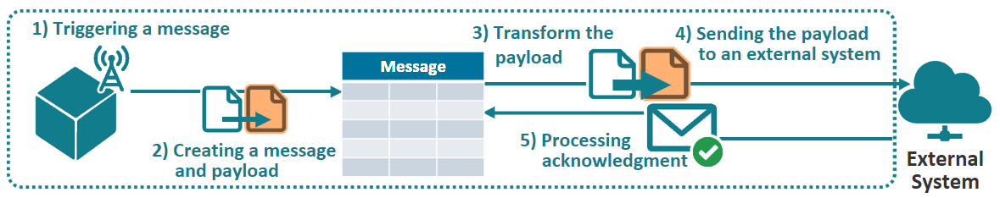 1) Triggering a message
2) Creating a message
and payload
Message
3) Transform the
payload
4) Sending the payload
to an external system
5) Processing
acknowledgment
External
System